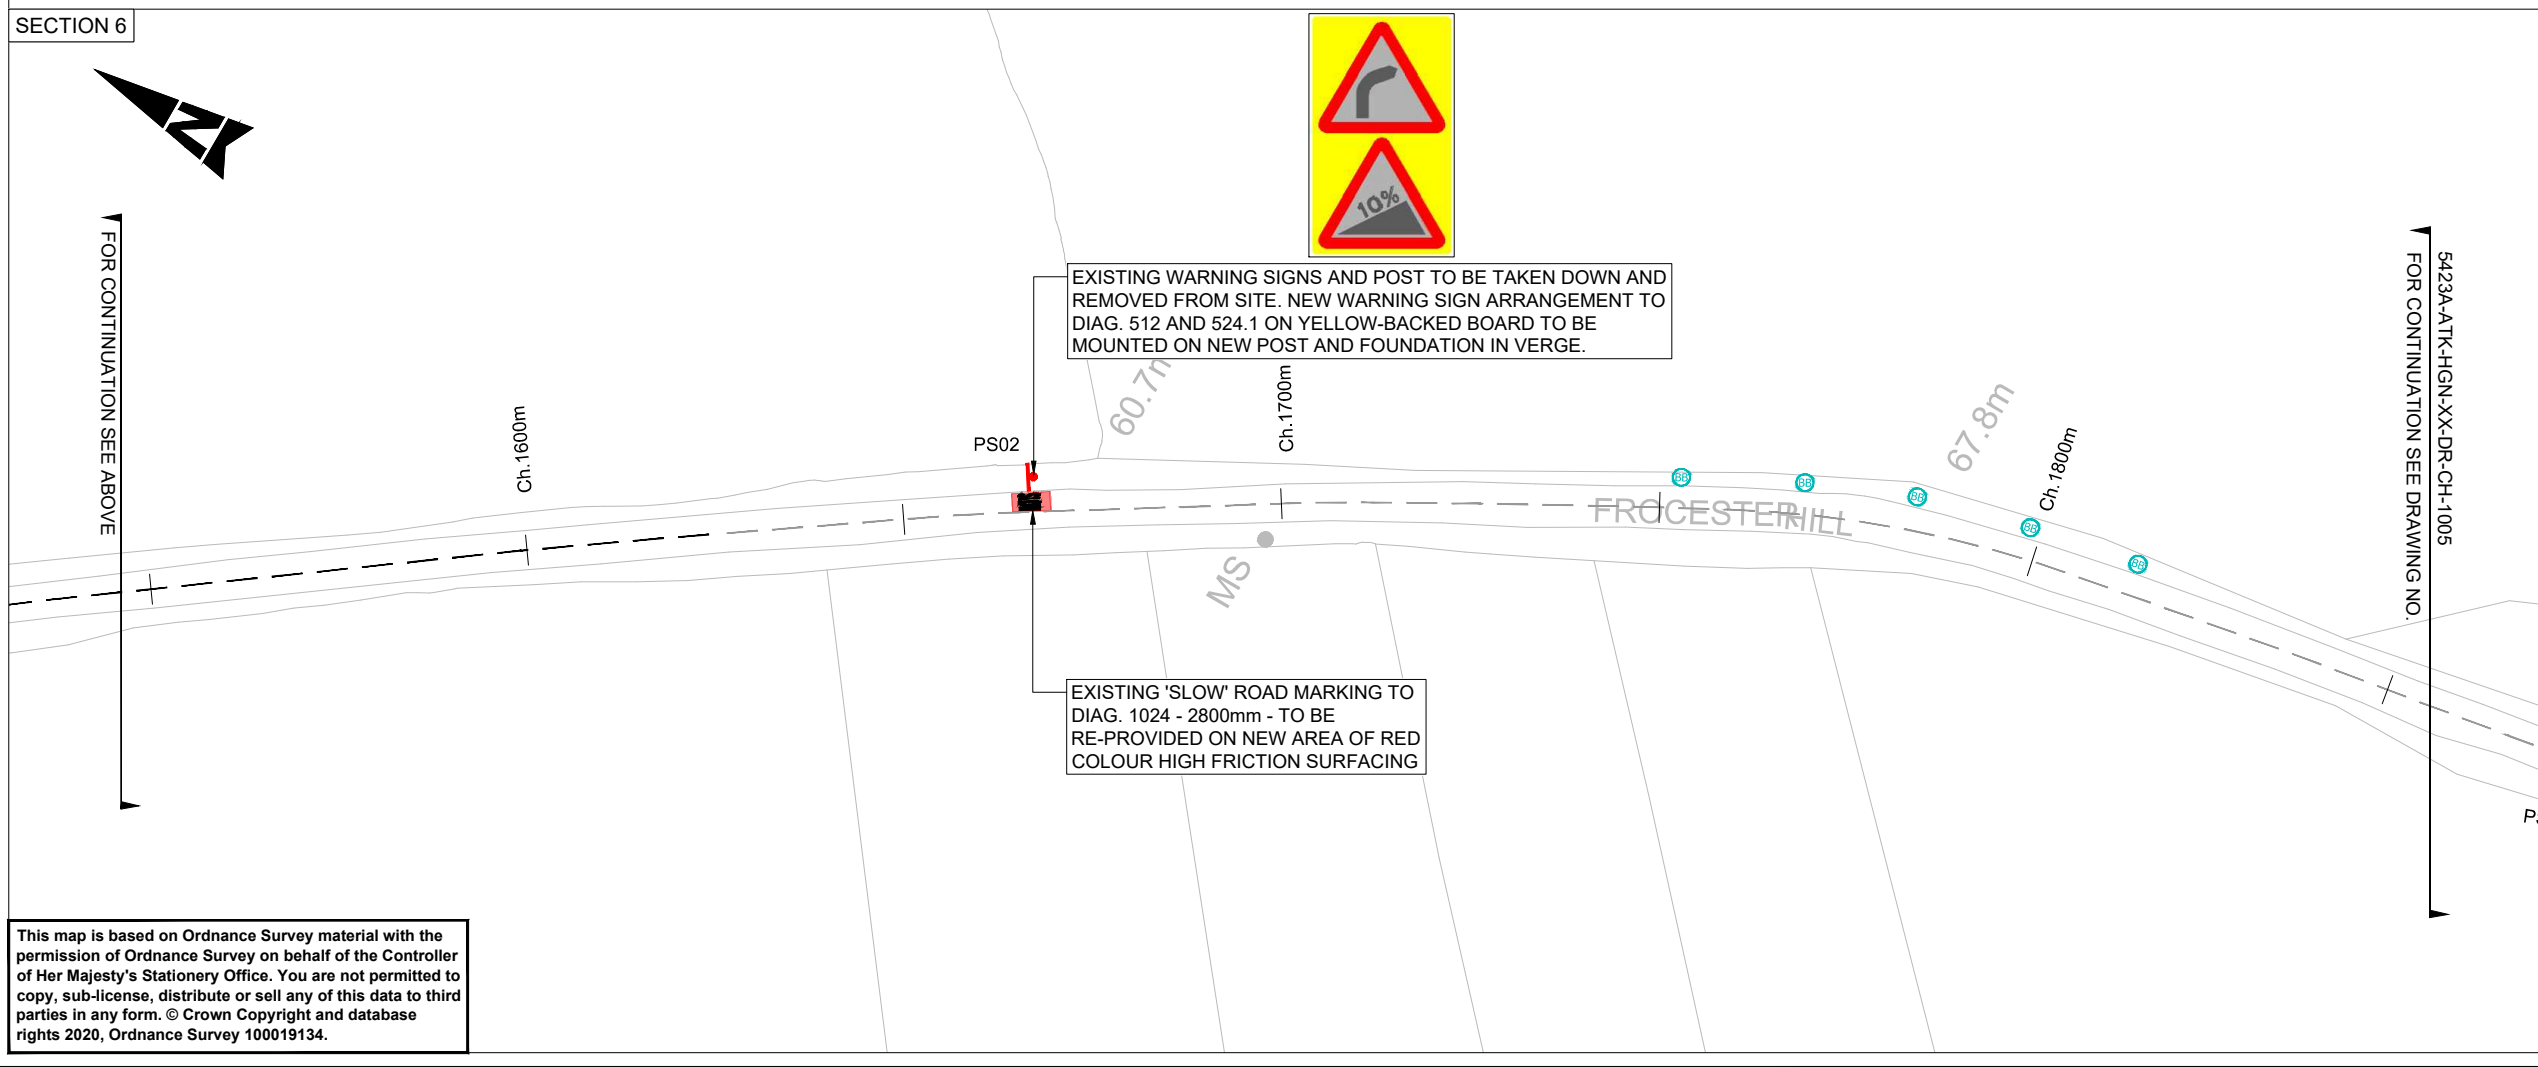 SECTION 6
N
10%
FOR CONTINUATION SEE ABOVE
EXISTING WARNING SIGNS AND POST TO BE TAKEN DOWN AND
REMOVED FROM SITE. NEW WARNING SIGN ARRANGEMENT TO
DIAG. 512 AND 524.1 ON YELLOW-BACKED BOARD TO BE
MOUNTED ON NEW POST AND FOUNDATION IN VERGE.
5423A-ATK-HGN-XX-DR-CH-1005
FOR CONTINUATION SEE DRAWING NO.
Ch.1600m
PS02
60.7m
Ch.1700m
67.8m
Ch.1800m
BB
BB
BB
BB
BB
FROCESTER HILL
MS
EXISTING 'SLOW' ROAD MARKING TO
DIAG. 1024 - 2800mm - TO BE
RE-PROVIDED ON NEW AREA OF RED
COLOUR HIGH FRICTION SURFACING
This map is based on Ordnance Survey material with the
permission of Ordnance Survey on behalf of the Controller
of Her Majesty's Stationery Office. You are not permitted to
copy, sub-license, distribute or sell any of this data to third
parties in any form. © Crown Copyright and database
rights 2020, Ordnance Survey 100019134.